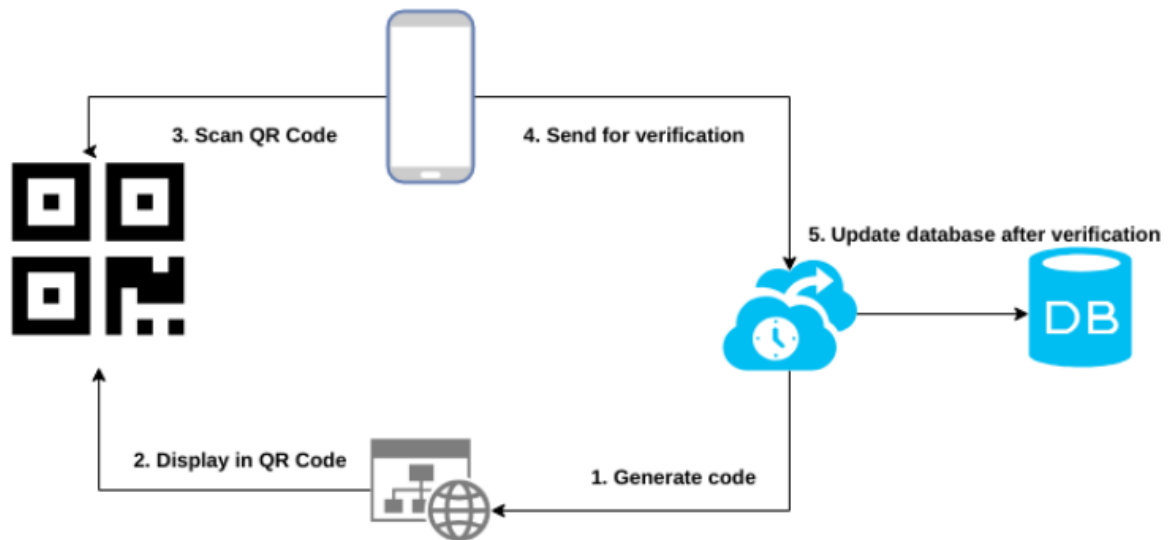 3. Scan QR Code
4. Send for verification
5. Update database after verification
DB
2. Display in QR Code
1. Generate code